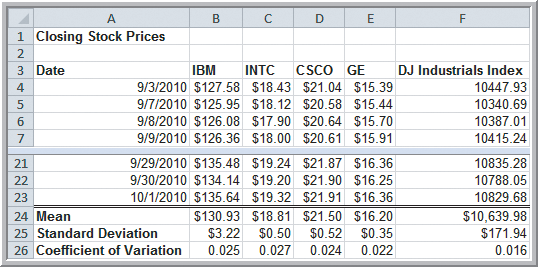 A B C D E F
1 Closing Stock Prices
2
3 Date IBM INTC CSCO GE DJ Industrials Index
4 9/3/2010 $127.58 $18.43 $21.04 $15.39 10447.93
5 9/7/2010 $125.95 $18.12 $20.58 $15.44 10340.69
6 9/8/2010 $126.08 $17.90 $20.64 $15.70 10387.01
7 9/9/2010 $126.36 $18.00 $20.61 $15.91 10415.24
21 9/29/2010 $135.48 $19.24 $21.87 $16.36 10835.28
22 9/30/2010 $134.14 $19.20 $21.90 $16.25 10788.05
23 10/1/2010 $135.64 $19.32 $21.91 $16.36 10829.68
24 Mean $130.93 $18.81 $21.50 $16.20 $10,639.98
25 Standard Deviation $3.22 $0.50 $0.52 $0.35 $171.94
26 Coefficient of Variation 0.025 0.027 0.024 0.022 0.016